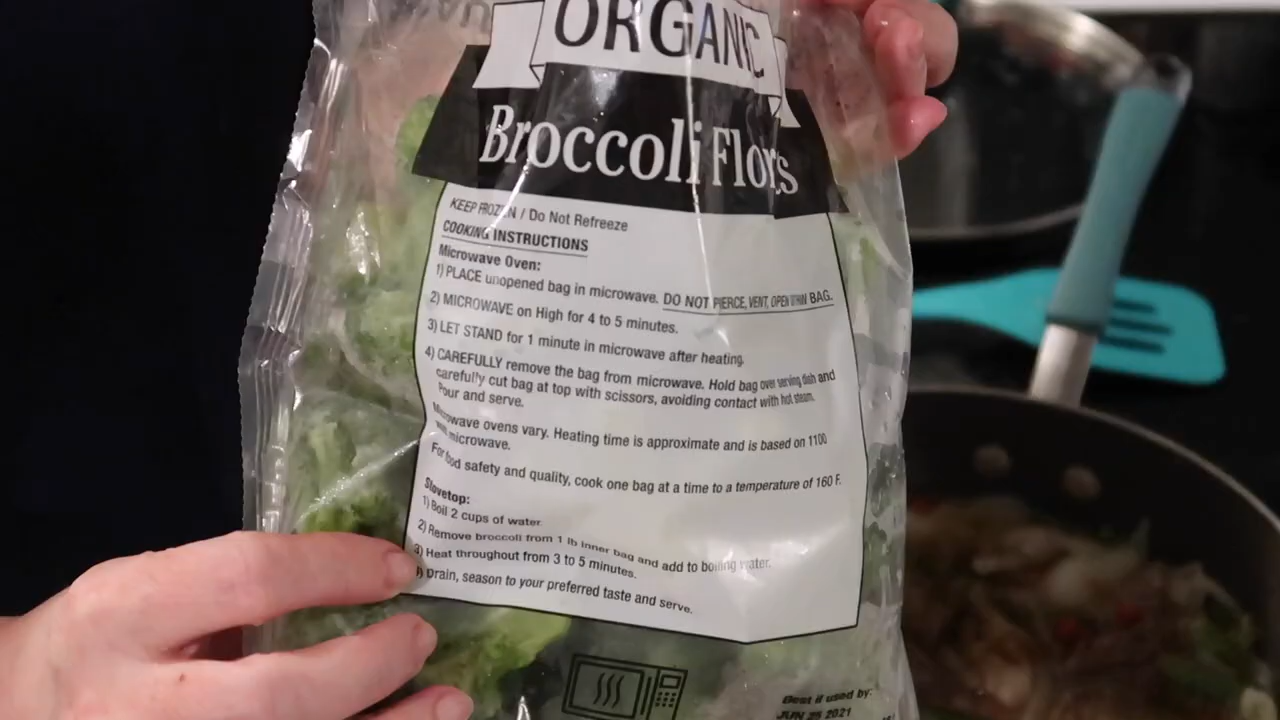 ORGANIC
Broccoli Florets
KEEP FROZEN / Do Not Refreeze
COOKING INSTRUCTIONS
Microwave Oven:
1) PLACE unopened bag in microwave. DO NOT PIERCE, VENT, OPEN BAG.
2) MICROWAVE on High for 4 to 5 minutes.
3) LET STAND for 1 minute in microwave after heating.
4) CAREFULLY remove the bag from microwave. Hold bag over serving dish and
carefully cut bag at top with scissors, avoiding contact with hot steam.
Pour and serve.
Microwave ovens vary. Heating time is approximate and is based on 1100
microwave.
For food safety and quality, cook one bag at a time to a temperature of 160 F.
Stovetop:
1) Boil 2 cups of water.
2) Remove broccoli from 1 lb inner bag and add to boiling water.
3) Heat throughout from 3 to 5 minutes.
) Drain, season to your preferred taste and serve.
Best if used by:
JUN 25 2021